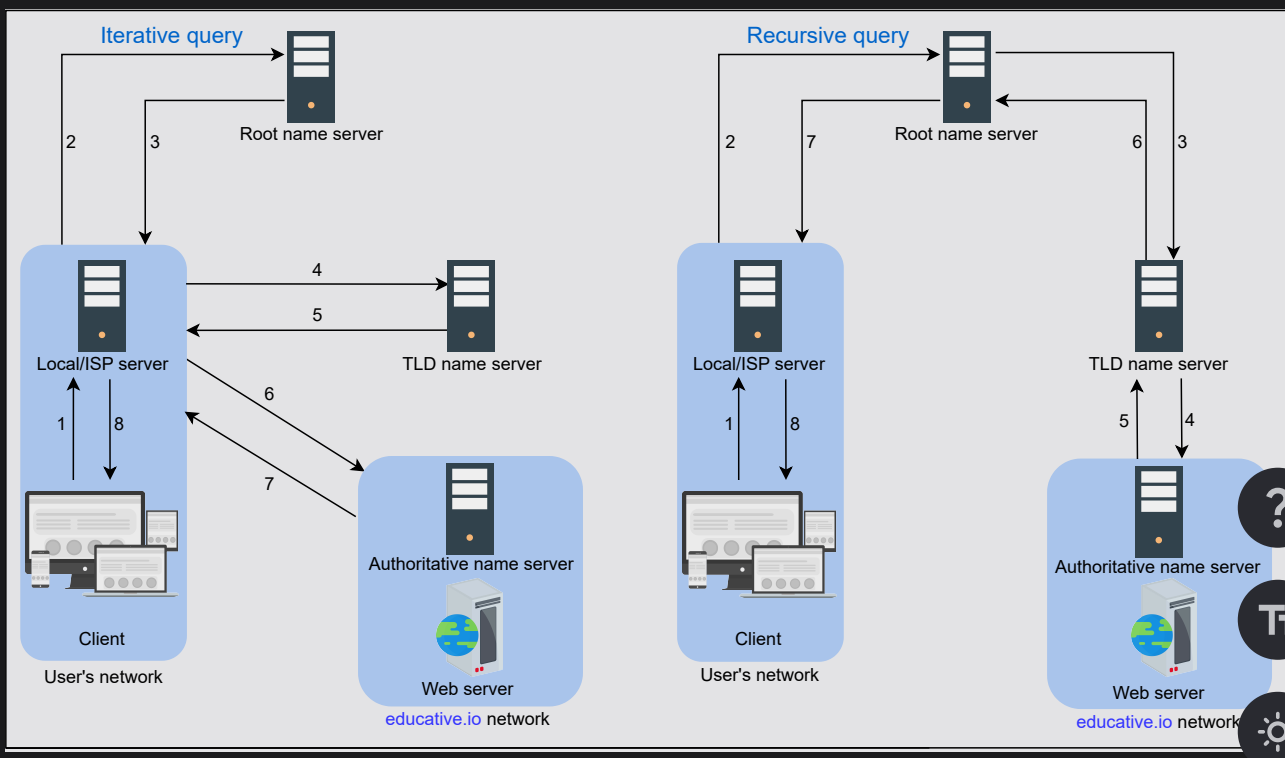 Iterative query
2
3
Root name server
4
5
Local/ISP server
TLD name server
1
8
6
7
Authoritative name server
Client
User's network
Web server
educative.io network
Recursive query
2
7
Root name server
6
3
Local/ISP server
TLD name server
1
8
5
4
Authoritative name server
Client
User's network
Web server
educative.io network
?